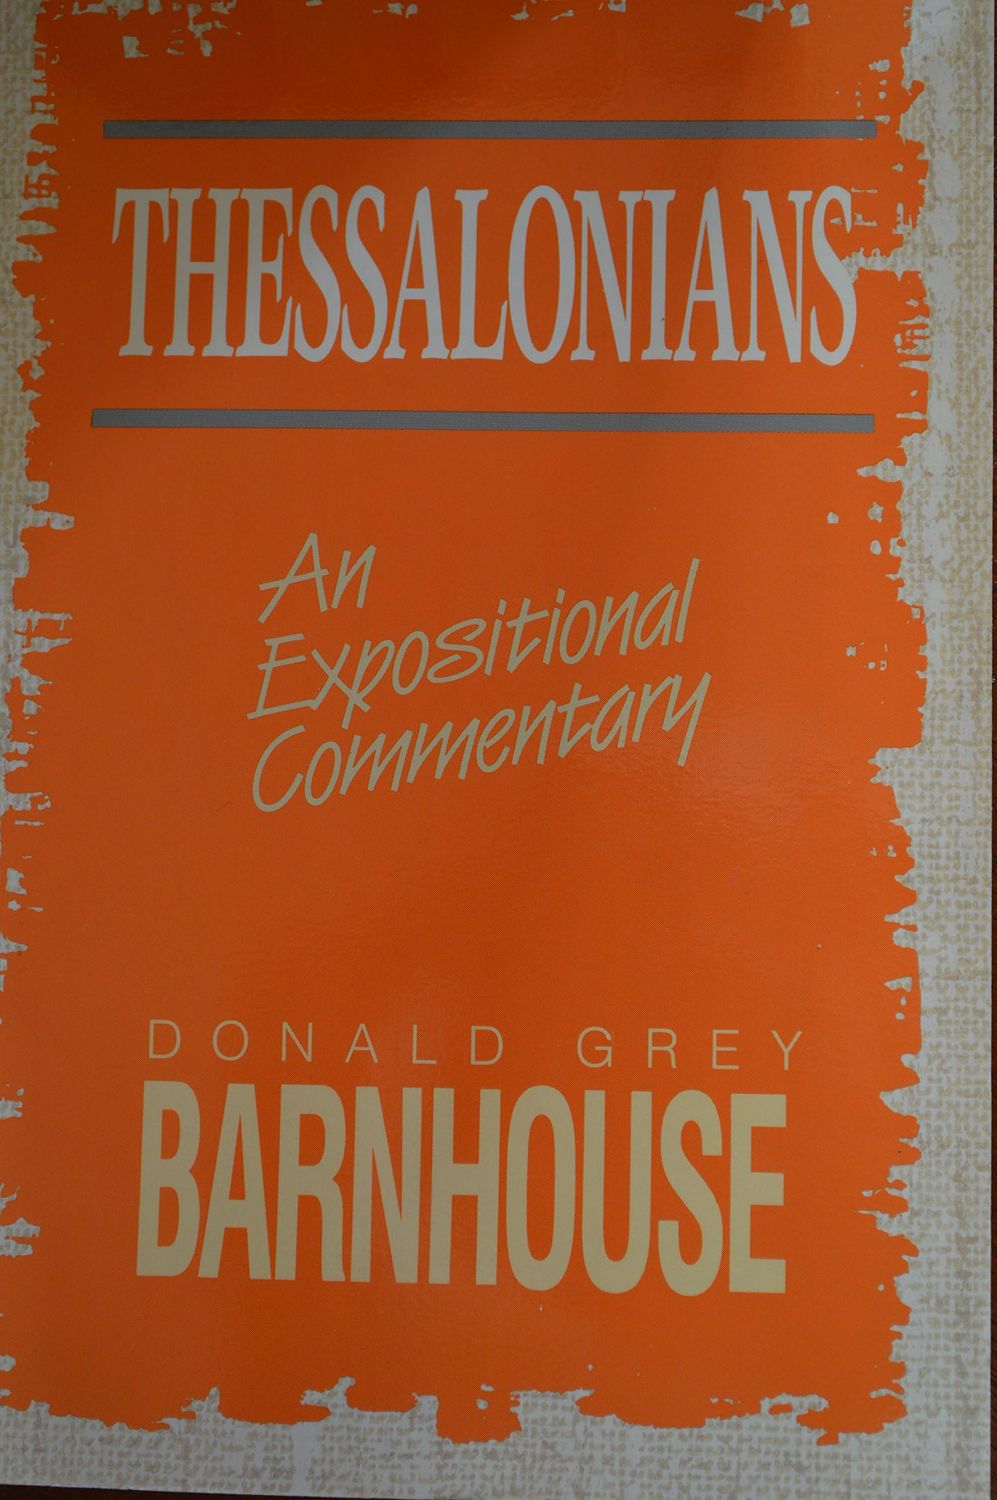 THESSALONIANS
An
Expositional
Commentary
DONALD GREY
BARNHOUSE